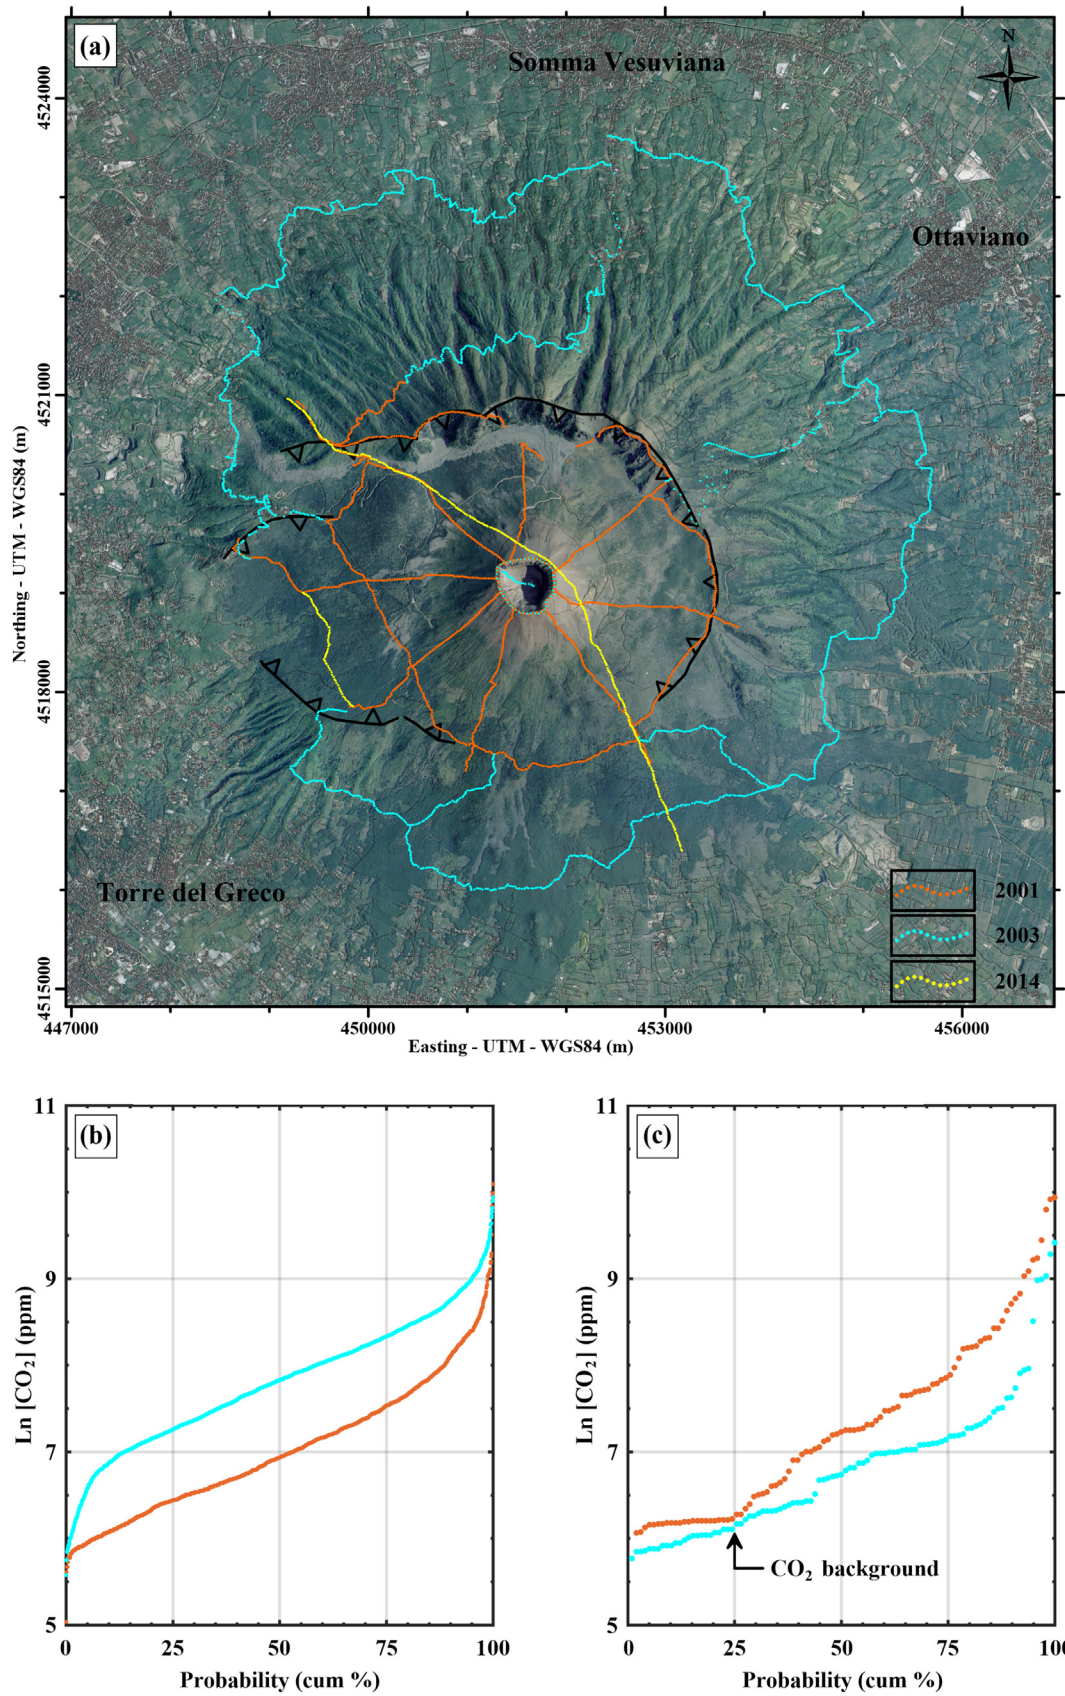 (a)
Somma Vesuviana
N
Ottaviano
Torre del Greco
2001
2003
2014
4524000
4521000
4518000
4515000
Northing - UTM - WGS84 (m)
447000
450000
453000
456000
Easting - UTM - WGS84 (m)
(b)
11
9
7
5
Ln [CO₂] (ppm)
0
25
50
75
100
Probability (cum %)
(c)
11
9
7
5
Ln [CO₂] (ppm)
CO₂ background
0
25
50
75
100
Probability (cum %)